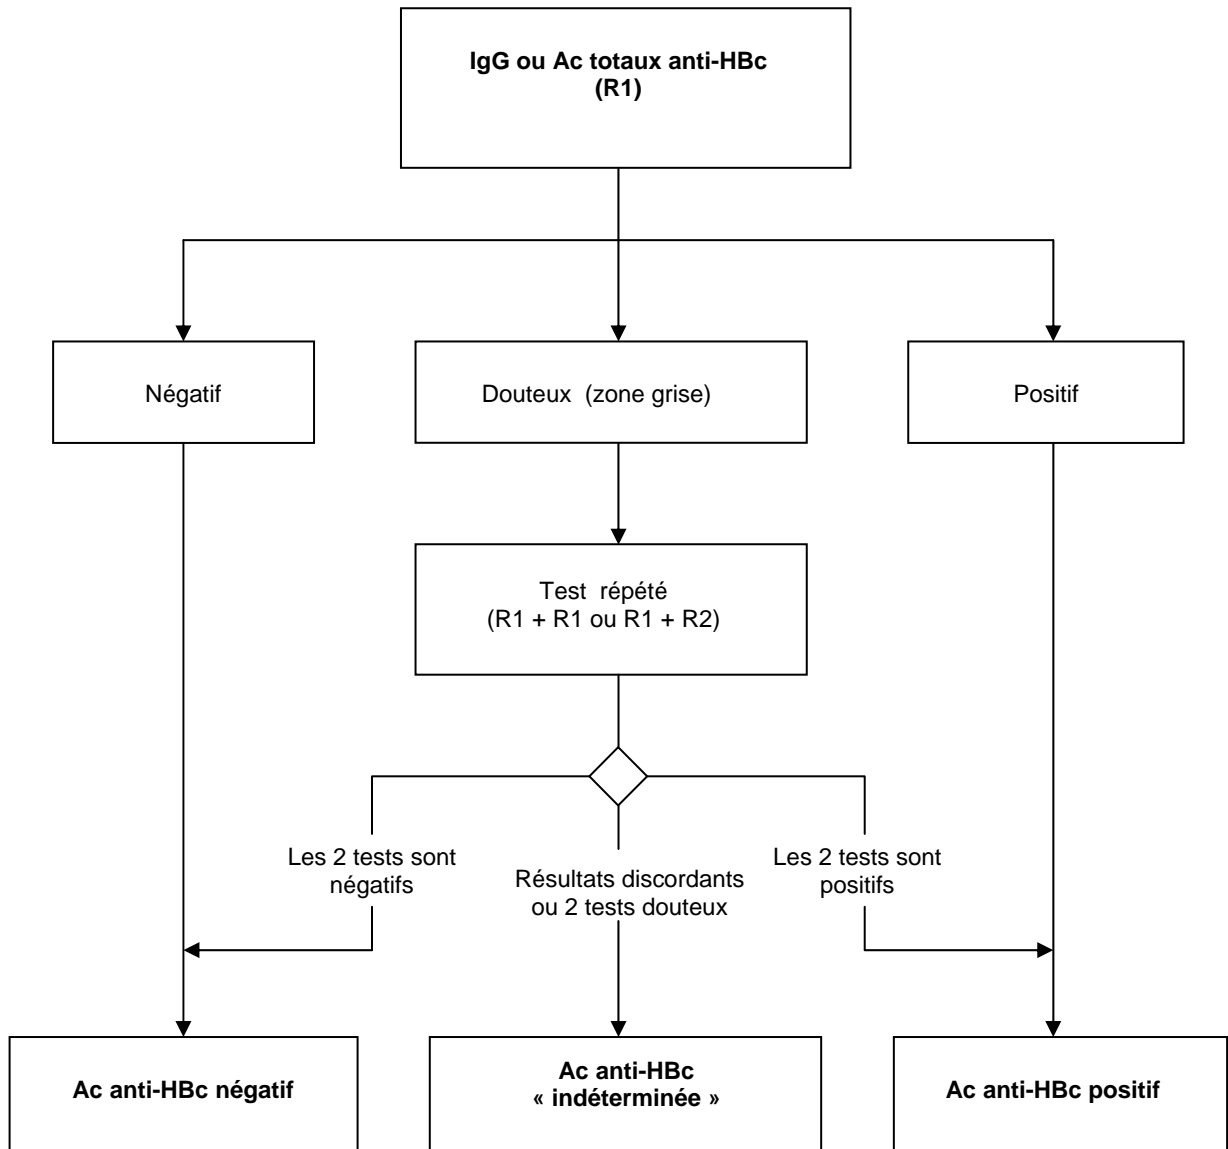 IgG ou Ac totaux anti-HBc
(R1)
Négatif
Douteux (zone grise)
Positif
Test répété
(R1 + R1 ou R1 + R2)
Les 2 tests sont
négatifs
Résultats discordants
ou 2 tests douteux
Les 2 tests sont
positifs
Ac anti-HBc négatif
Ac anti-HBc
« indéterminée »
Ac anti-HBc positif